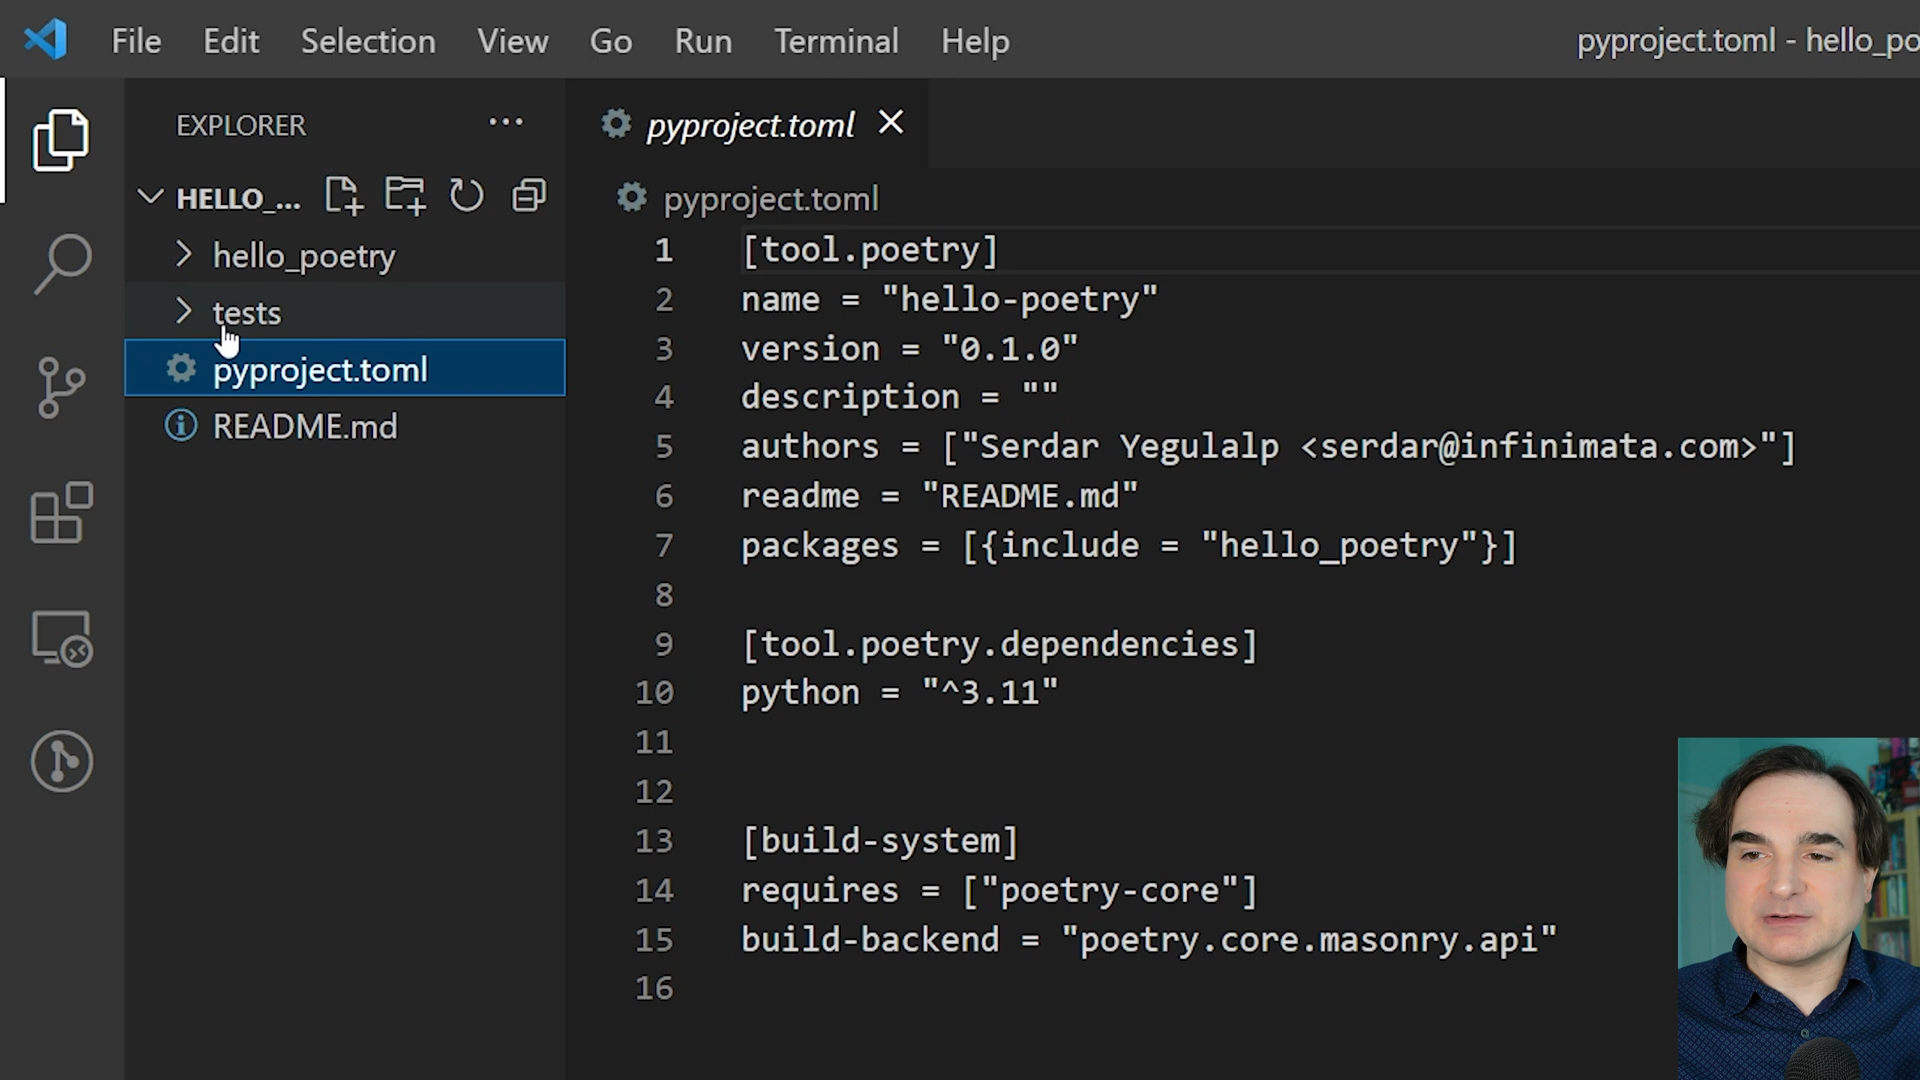 File Edit Selection View Go Run Terminal Help
pyproject.toml - hello_po
EXPLORER
HELLO_...
hello_poetry
tests
pyproject.toml
README.md
pyproject.toml
pyproject.toml
1 [tool.poetry]
2 name = "hello-poetry"
3 version = "0.1.0"
4 description = ""
5 authors = ["Serdar Yegulalp <serdar@infinimata.com>"]
6 readme = "README.md"
7 packages = [{include = "hello_poetry"}]
8
9 [tool.poetry.dependencies]
10 python = "^3.11"
11
12
13 [build-system]
14 requires = ["poetry-core"]
15 build-backend = "poetry.core.masonry.api"
16